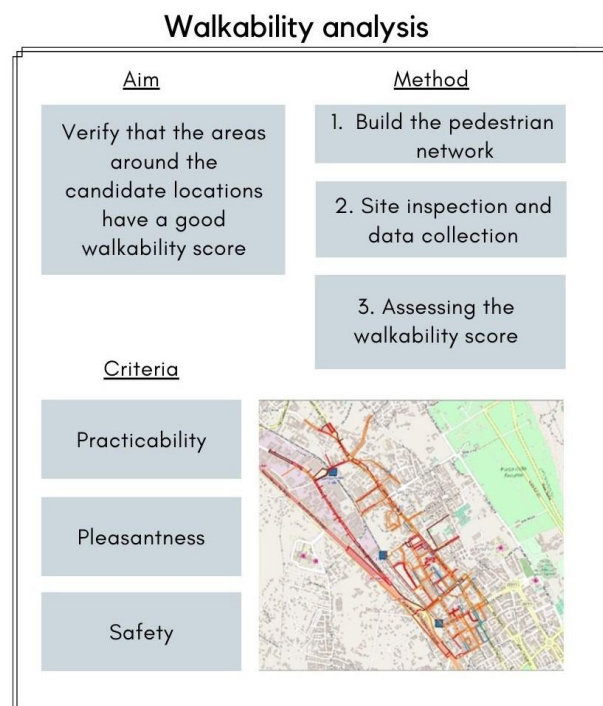 Walkability analysis
Aim
Verify that the areas
around the
candidate locations
have a good
walkability score
Method
1. Build the pedestrian
network
2. Site inspection and
data collection
3. Assessing the
walkability score
Criteria
Practicability
Pleasantness
Safety